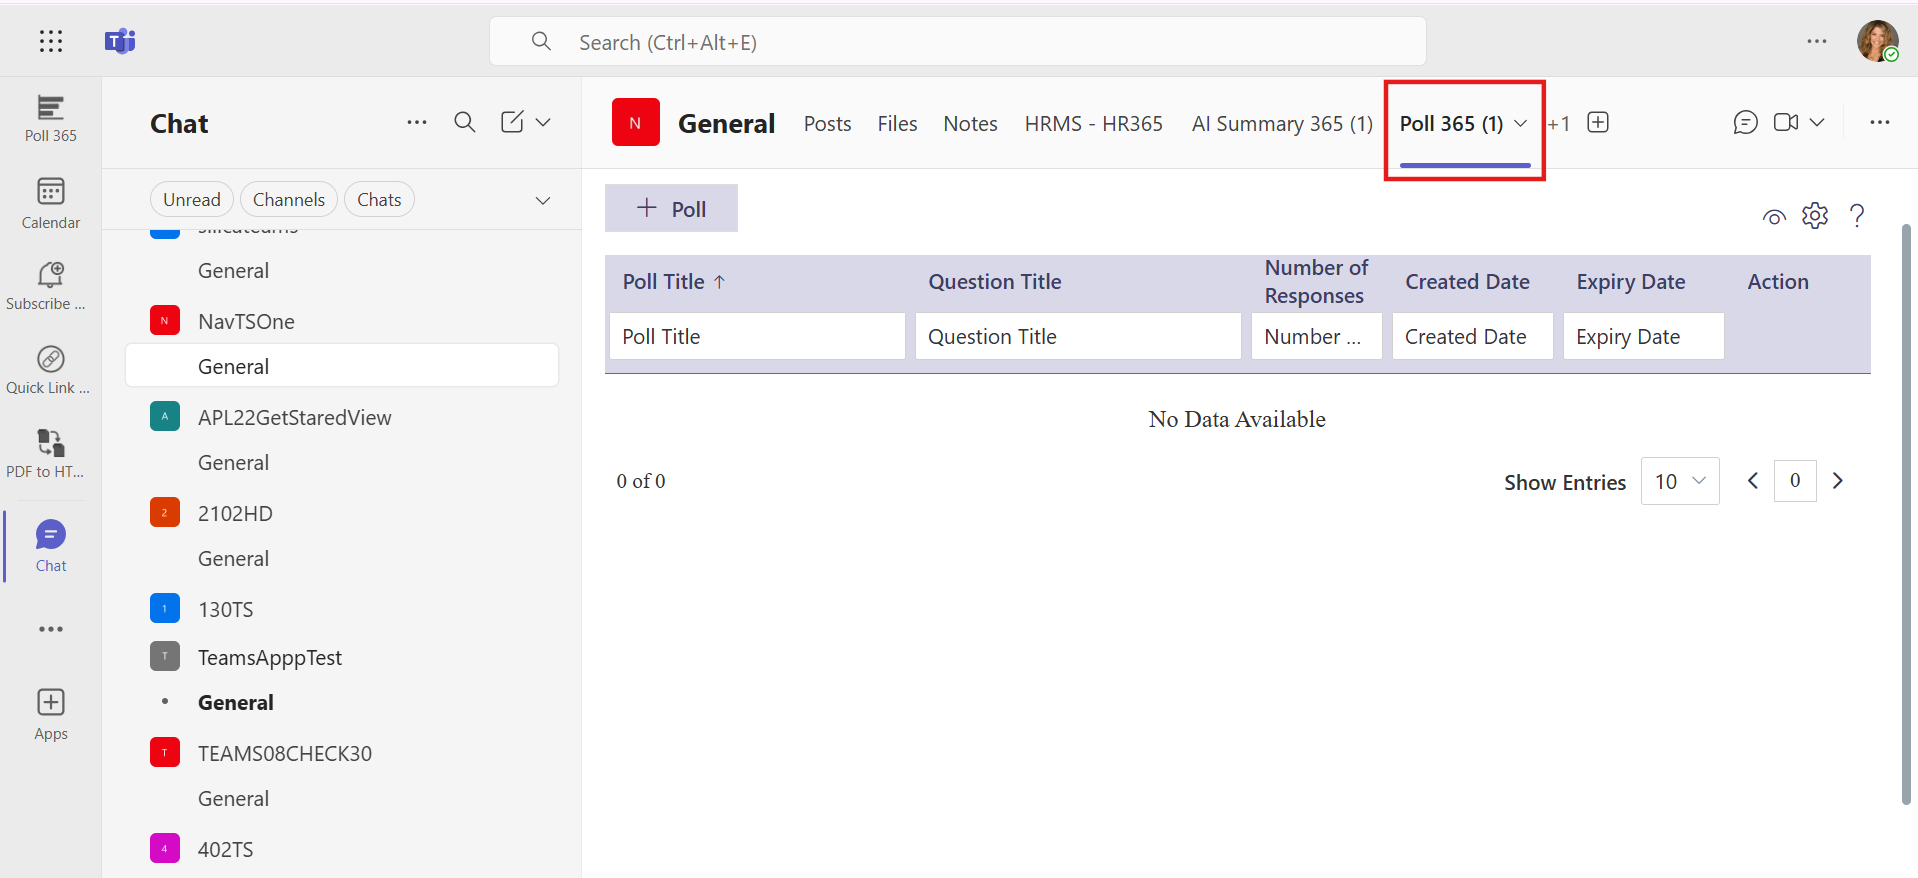 Search (Ctrl+Alt+E)
Poll 365
Calendar
Subscribe ...
Quick Link ...
PDF to HT...
Chat
Apps
Chat
Unread
Channels
Chats
General
N
NavTSOne
General
A
APL22GetStaredView
General
2
2102HD
General
1
130TS
T
TeamsApppTest
General
T
TEAMS08CHECK30
General
4
402TS
N
General
Posts
Files
Notes
HRMS - HR365
AI Summary 365 (1)
Poll 365 (1)
+1
+ Poll
?
Poll Title ↑
Question Title
Number of
Responses
Created Date
Expiry Date
Action
Poll Title
Question Title
Number ...
Created Date
Expiry Date
No Data Available
0 of 0
Show Entries
10
0